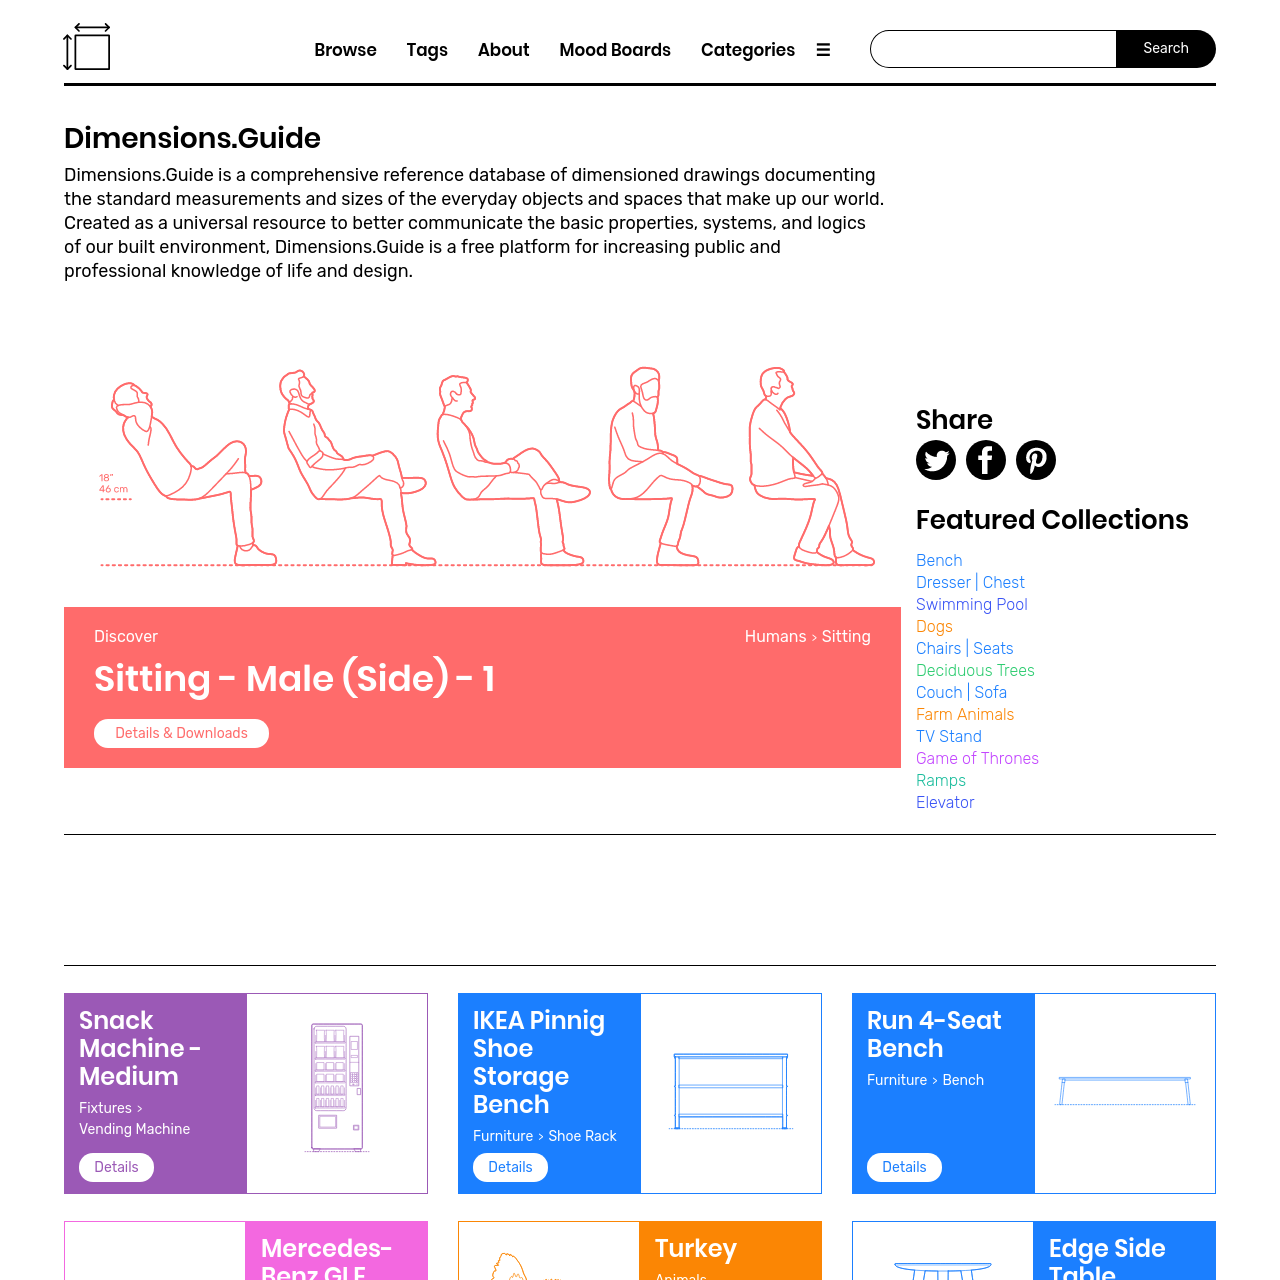 Browse Tags About Mood Boards Categories ☰ Search
Dimensions.Guide
Dimensions.Guide is a comprehensive reference database of dimensioned drawings documenting
the standard measurements and sizes of the everyday objects and spaces that make up our world.
Created as a universal resource to better communicate the basic properties, systems, and logics
of our built environment, Dimensions.Guide is a free platform for increasing public and
professional knowledge of life and design.
18"
46 cm
Discover
Humans › Sitting
Sitting - Male (Side) - 1
Details & Downloads
Share
Featured Collections
Bench
Dresser | Chest
Swimming Pool
Dogs
Chairs | Seats
Deciduous Trees
Couch | Sofa
Farm Animals
TV Stand
Game of Thrones
Ramps
Elevator
Snack
Machine -
Medium
Fixtures ›
Vending Machine
Details
IKEA Pinnig
Shoe
Storage
Bench
Furniture › Shoe Rack
Details
Run 4-Seat
Bench
Furniture › Bench
Details
Mercedes-
Benz GLE
Turkey
Animals
Edge Side
Table